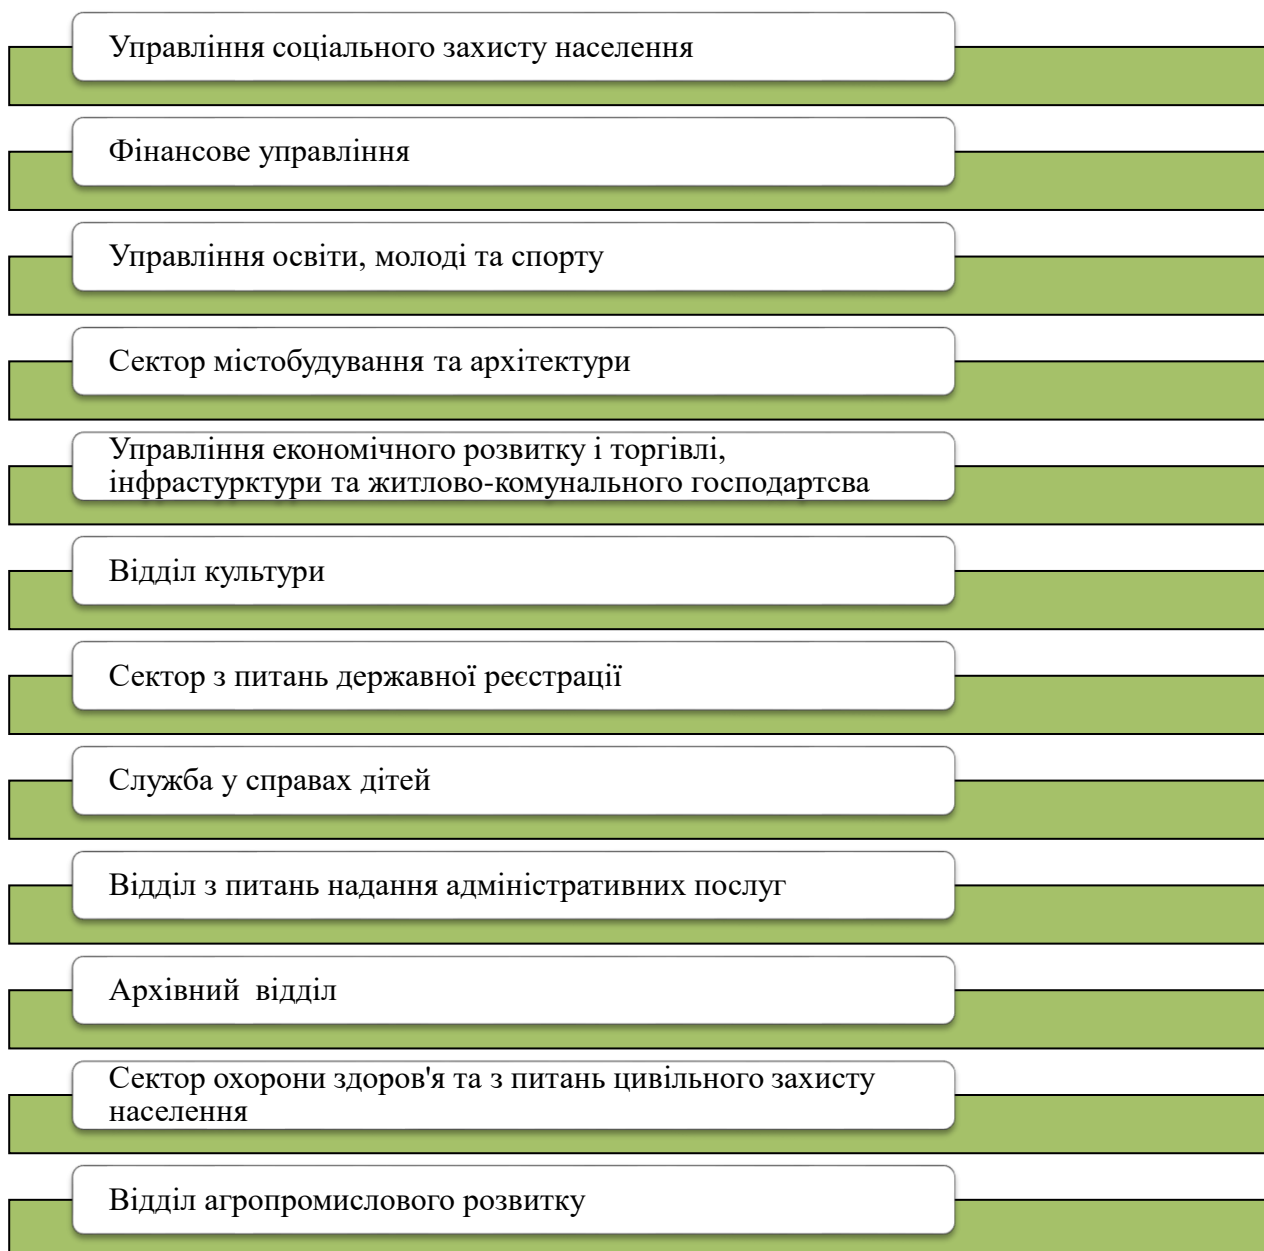 Управління соціального захисту населення
Фінансове управління
Управління освіти, молоді та спорту
Сектор містобудування та архітектури
Управління економічного розвитку і торгівлі,
інфрастурктури та житлово-комунального господартсва
Відділ культури
Сектор з питань державної реєстрації
Служба у справах дітей
Відділ з питань надання адміністративних послуг
Архівний  відділ
Сектор охорони здоров'я та з питань цивільного захисту
населення
Відділ агропромислового розвитку